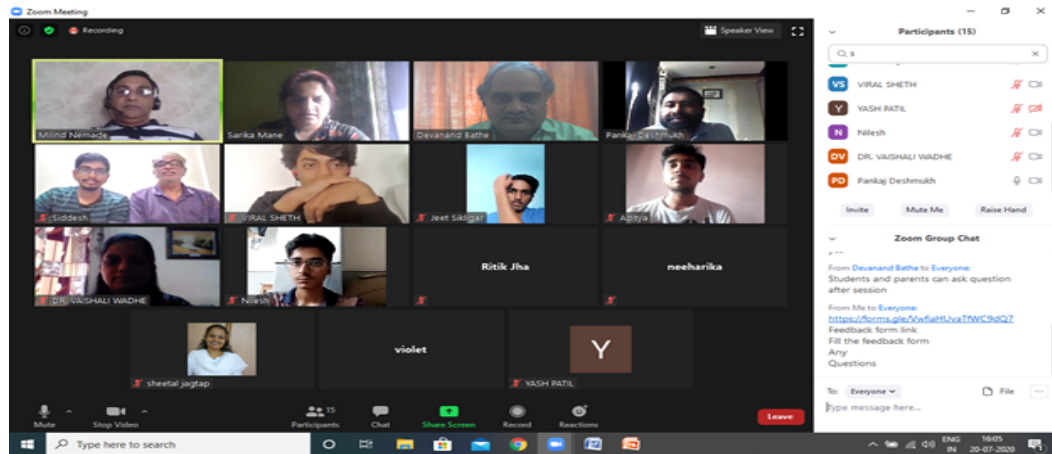 Zoom Meeting
Recording
Speaker View
Milind Nemade
Sarika Mane
Devanand Bathe
Pankaj Deshmukh
Siddesh
VIRAL SHETH
Jeet Sikligar
Aditya
DR. VAISHALI WADHE
Nilesh
Ritik Jha
neeharika
sheetal jagtap
violet
Y
YASH PATIL
Mute
Stop Video
15
Participants
Chat
Share Screen
Record
Reactions
Leave
Participants (15)
s
VS VIRAL SHETH
Y YASH PATIL
N Nilesh
DV DR. VAISHALI WADHE
PD Pankaj Deshmukh
Invite Mute Me Raise Hand
Zoom Group Chat
From Devanand Bathe to Everyone:
Students and parents can ask question
after session
From Me to Everyone:
Feedback form link
Fill the feedback form
Any
Questions
To: Everyone File
Type message here...
Type here to search
ENG 16:05
IN 20-07-2020